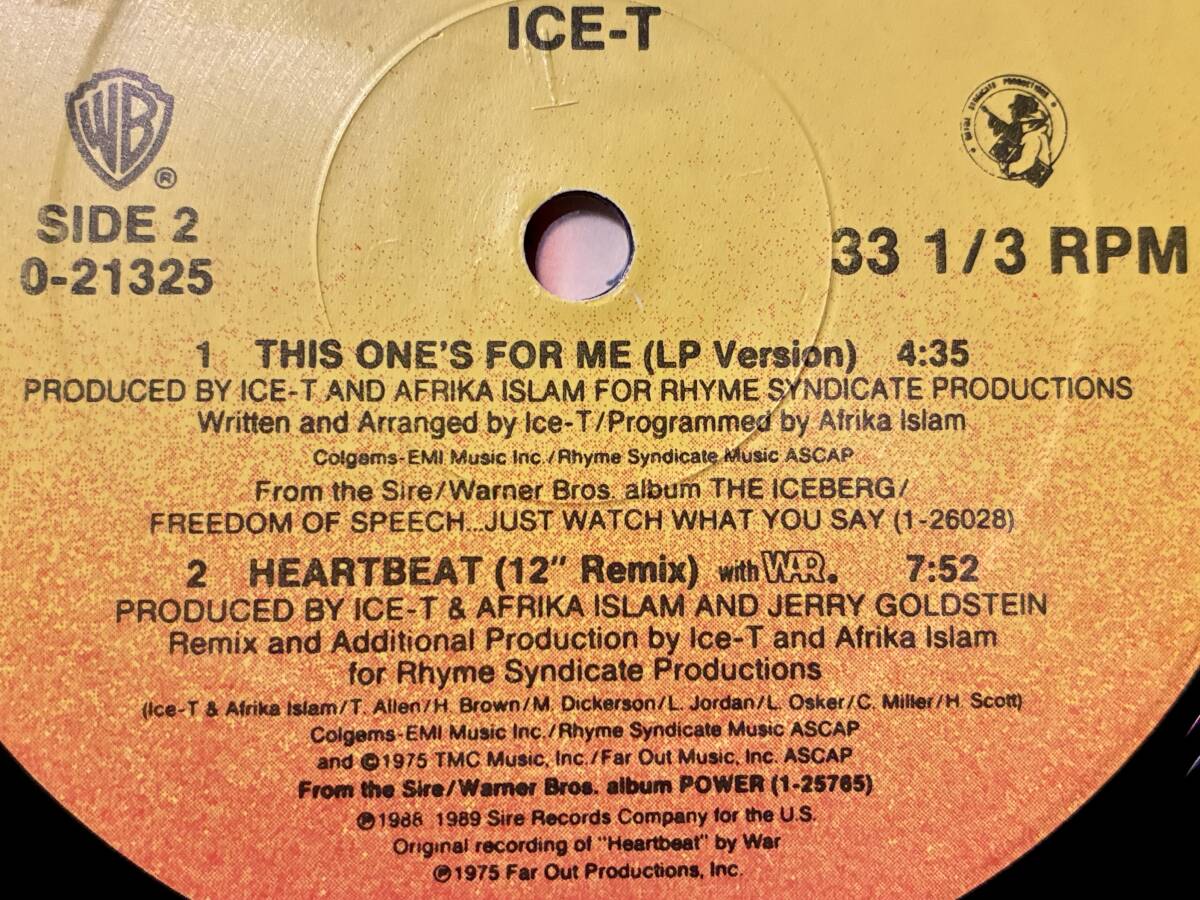 ICE-T
WB
®
SIDE 2
0-21325
SYNDICATE PRODUCTIONS
33 1/3 RPM
1 THIS ONE'S FOR ME (LP Version) 4:35
PRODUCED BY ICE-T AND AFRIKA ISLAM FOR RHYME SYNDICATE PRODUCTIONS
Written and Arranged by Ice-T/Programmed by Afrika Islam
Colgems-EMI Music Inc./Rhyme Syndicate Music ASCAP
From the Sire/Warner Bros. album THE ICEBERG/
FREEDOM OF SPEECH...JUST WATCH WHAT YOU SAY (1-26028)
2 HEARTBEAT (12" Remix) with WAR. 7:52
PRODUCED BY ICE-T & AFRIKA ISLAM AND JERRY GOLDSTEIN
Remix and Additional Production by Ice-T and Afrika Islam
for Rhyme Syndicate Productions
(Ice-T & Afrika Islam/T. Allen/H. Brown/M. Dickerson/L. Jordan/L. Osker/C. Miller/H. Scott)
Colgems-EMI Music Inc./Rhyme Syndicate Music ASCAP
and ©1975 TMC Music, Inc./Far Out Music, Inc. ASCAP
From the Sire/Warner Bros. album POWER (1-25765)
℗1988 1989 Sire Records Company for the U.S.
Original recording of "Heartbeat" by War
℗1975 Far Out Productions, Inc.